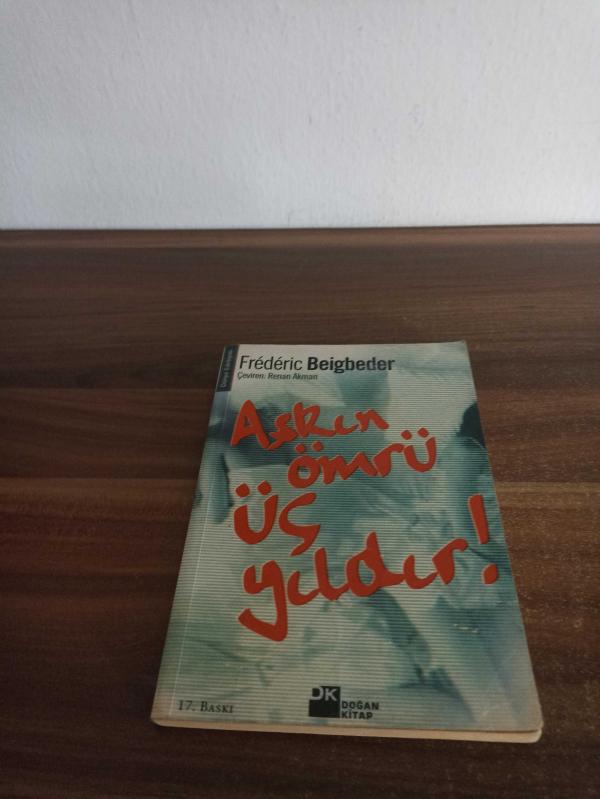 Frédéric Beigbeder
Çeviren: Renan Akman
Aşkın
ömrü
üç
yıldır!
17. BASKI
DK
DOĞAN
KİTAP